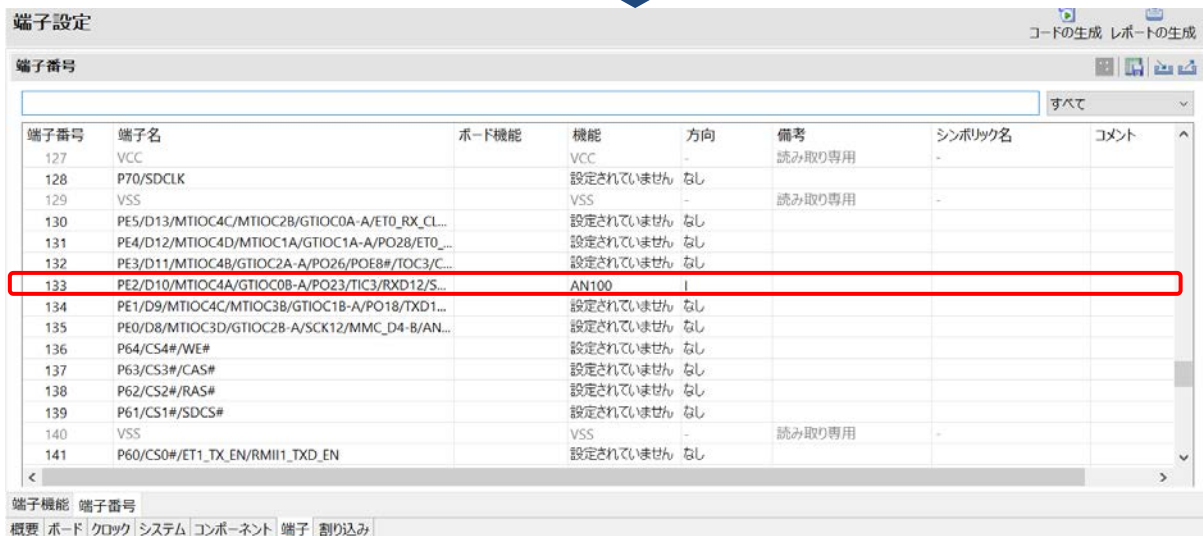 端子設定
コードの生成 レポートの生成
端子番号
すべて
端子番号 端子名 ボード機能 機能 方向 備考 シンボリック名 コメント
127 VCC VCC - 読み取り専用 -
128 P70/SDCLK 設定されていません なし
129 VSS VSS - 読み取り専用 -
130 PE5/D13/MTIOC4C/MTIOC2B/GTIOC0A-A/ET0_RX_CL... 設定されていません なし
131 PE4/D12/MTIOC4D/MTIOC1A/GTIOC1A-A/PO28/ET0_... 設定されていません なし
132 PE3/D11/MTIOC4B/GTIOC2A-A/PO26/POE8#/TOC3/C... 設定されていません なし
133 PE2/D10/MTIOC4A/GTIOC0B-A/PO23/TIC3/RXD12/S... AN100 I
134 PE1/D9/MTIOC4C/MTIOC3B/GTIOC1B-A/PO18/TXD1... 設定されていません なし
135 PE0/D8/MTIOC3D/GTIOC2B-A/SCK12/MMC_D4-B/AN... 設定されていません なし
136 P64/CS4#/WE# 設定されていません なし
137 P63/CS3#/CAS# 設定されていません なし
138 P62/CS2#/RAS# 設定されていません なし
139 P61/CS1#/SDCS# 設定されていません なし
140 VSS VSS - 読み取り専用 -
141 P60/CS0#/ET1_TX_EN/RMII1_TXD_EN 設定されていません なし
端子機能 端子番号
概要 ボード クロック システム コンポーネント 端子 割り込み